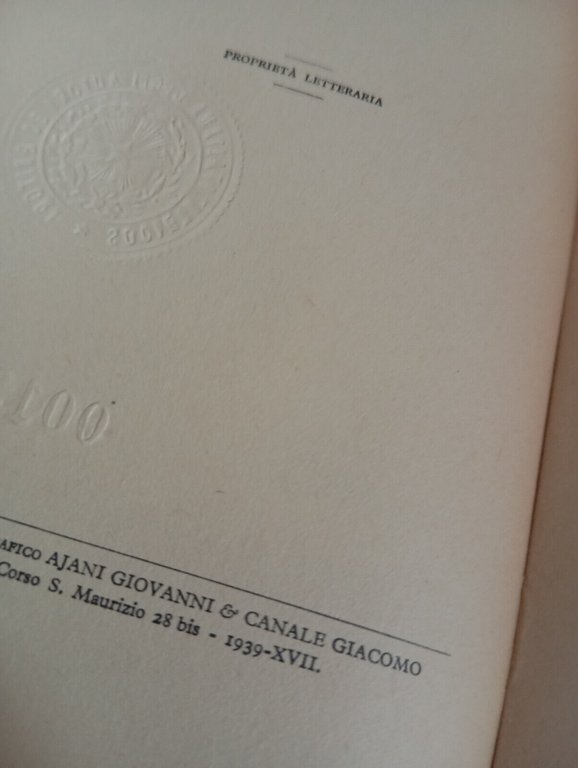 PROPRIETÀ LETTERARIA
AFICO AJANI GIOVANNI & CANALE GIACOMO
Corso S. Maurizio 28 bis - 1939-XVII.